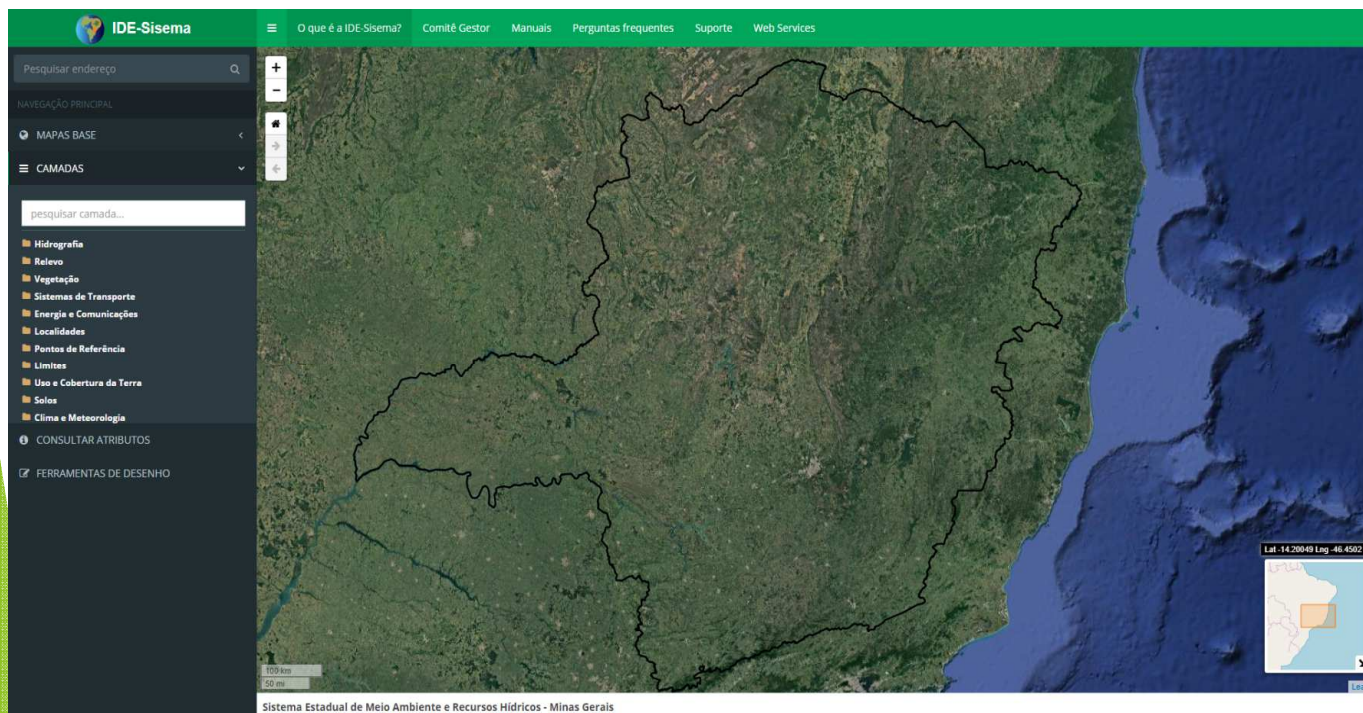 IDE-Sisema
O que é a IDE-Sisema? Comitê Gestor Manuais Perguntas frequentes Suporte Web Services
Pesquisar endereço
NAVEGAÇÃO PRINCIPAL
MAPAS BASE
CAMADAS
pesquisar camada...
Hidrografia
Relevo
Vegetação
Sistemas de Transporte
Energia e Comunicações
Localidades
Pontos de Referência
Limites
Uso e Cobertura da Terra
Solos
Clima e Meteorologia
CONSULTAR ATRIBUTOS
FERRAMENTAS DE DESENHO
+
−
Lat -14.20049 Lng -46.4502
100 km
50 mi
Lea
Sistema Estadual de Meio Ambiente e Recursos Hídricos - Minas Gerais